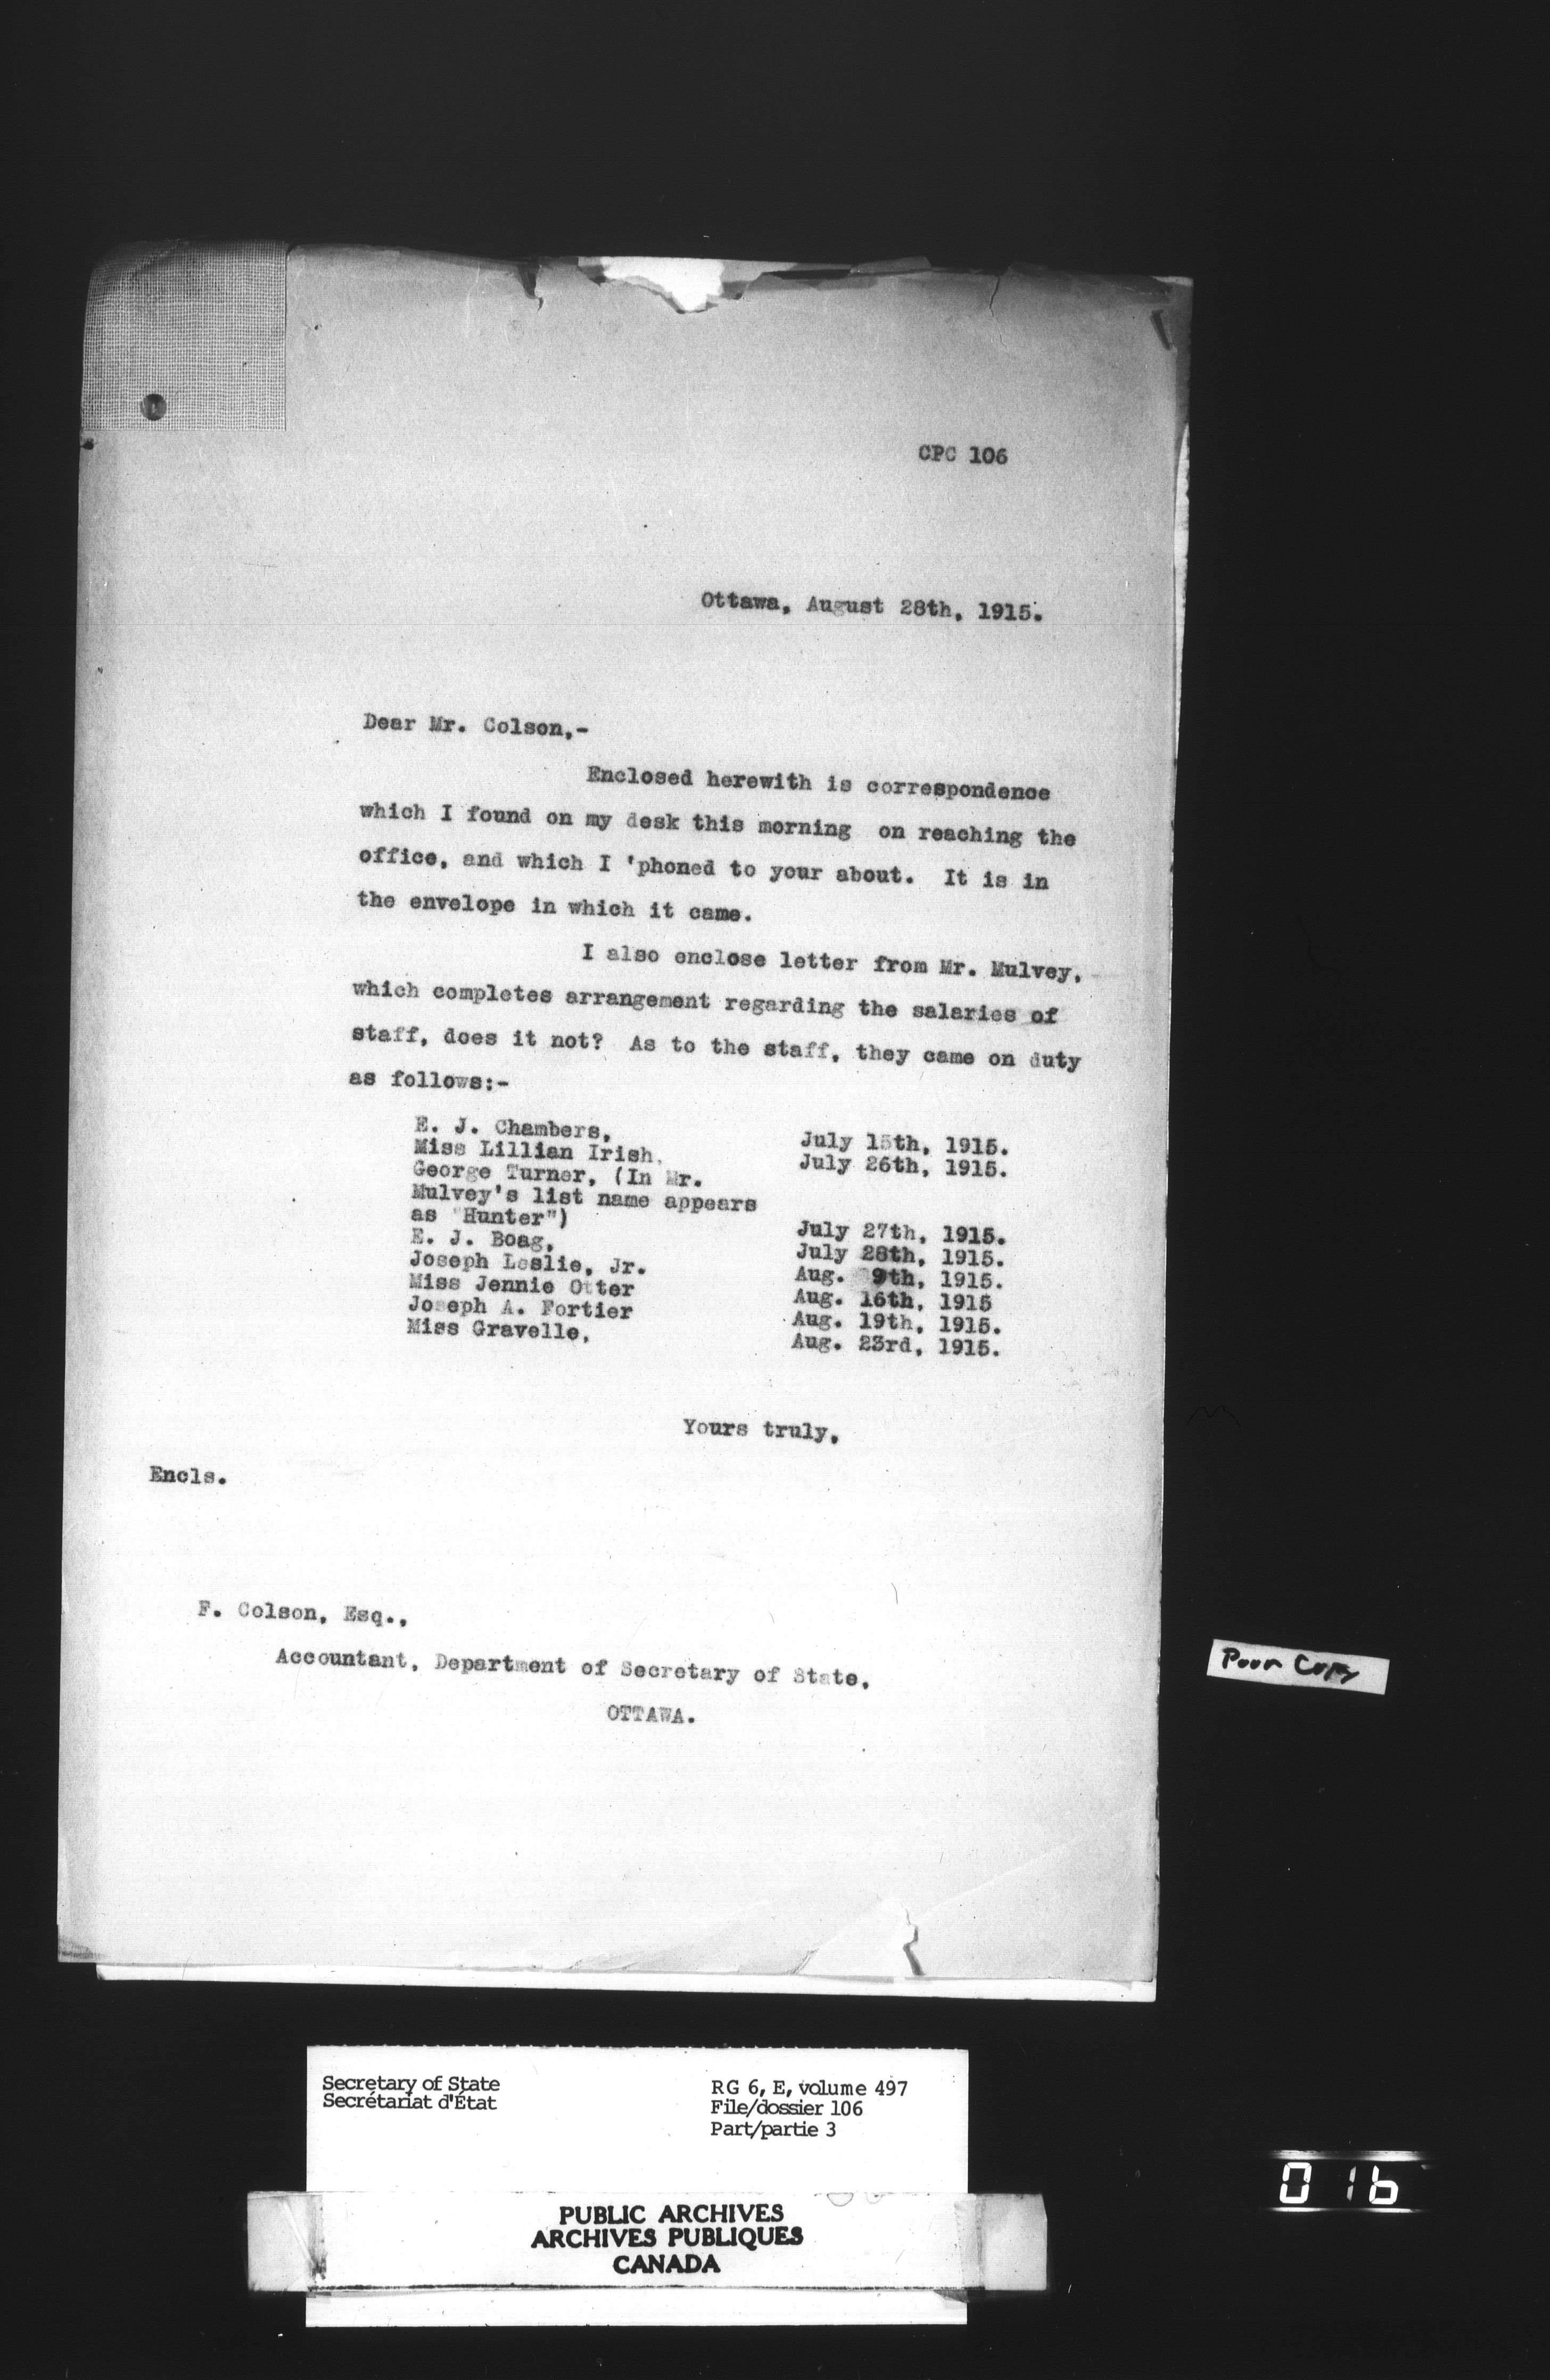 CPC 106
Ottawa, August 28th, 1915.
Dear Mr. Colson,-
Enclosed herewith is correspondence
which I found on my desk this morning on reaching the
office, and which I 'phoned to your about. It is in
the envelope in which it came.
I also enclose letter from Mr. Mulvey,
which completes arrangement regarding the salaries of
staff, does it not? As to the staff, they came on duty
as follows:-
E. J. Chambers, July 15th, 1915.
Miss Lillian Irish, July 26th, 1915.
George Turner, (In Mr.
Mulvey's list name appears
as "Hunter") July 27th, 1915.
E. J. Boag, July 28th, 1915.
Joseph Leslie, Jr. Aug. 9th, 1915.
Miss Jennie Otter Aug. 16th, 1915
Joseph A. Fortier Aug. 19th, 1915.
Miss Gravelle, Aug. 23rd, 1915.
Yours truly,
Encls.
F. Colson, Esq.,
Accountant, Department of Secretary of State,
OTTAWA.
Poor Copy
Secretary of State
Secrétariat d'État
RG 6, E, volume 497
File/dossier 106
Part/partie 3
PUBLIC ARCHIVES
ARCHIVES PUBLIQUES
CANADA
016